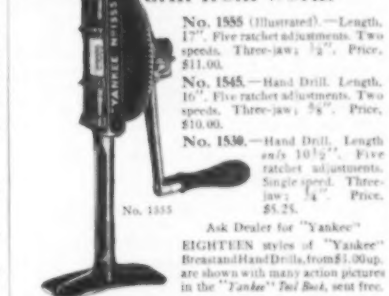 YANKEE Nº1555
No. 1555 (Illustrated).—Length,
17". Five ratchet adjustments. Two
speeds. Three-jaw; ½". Price,
$11.00.
No. 1545.—Hand Drill. Length
16". Five ratchet adjustments. Two
speeds. Three-jaw; ⅜". Price,
$10.00.
No. 1530.—Hand Drill. Length
only 10½". Five
ratchet adjustments.
Single speed. Three-
jaw; ¼". Price,
$5.25.
No. 1555
Ask Dealer for "Yankee"
EIGHTEEN styles of "Yankee"
Breast and Hand Drills, from $3.00 up,
are shown with many action pictures
in the "Yankee" Tool Book, sent free.